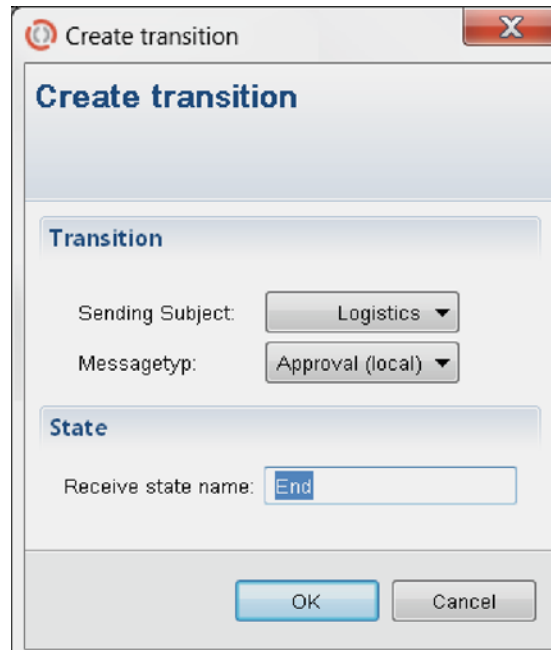 Create transition
Create transition
Transition
Sending Subject: Logistics
Messagetyp: Approval (local)
State
Receive state name: End
OK Cancel